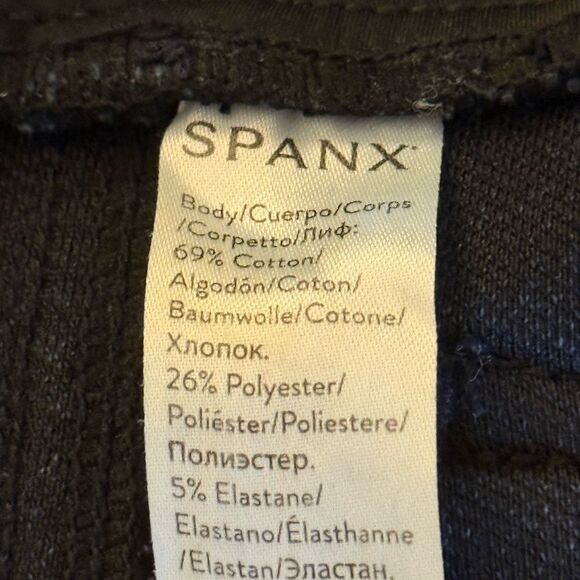 SPANX
Body/Cuerpo/Corps
/Corpetto/Лиф:
69% Cotton/
Algodón/Coton/
Baumwolle/Cotone/
Хлопок.
26% Polyester/
Poliéster/Poliestere/
Полиэстер.
5% Elastane/
Elastano/Élasthanne
/Elastan/Эластан.